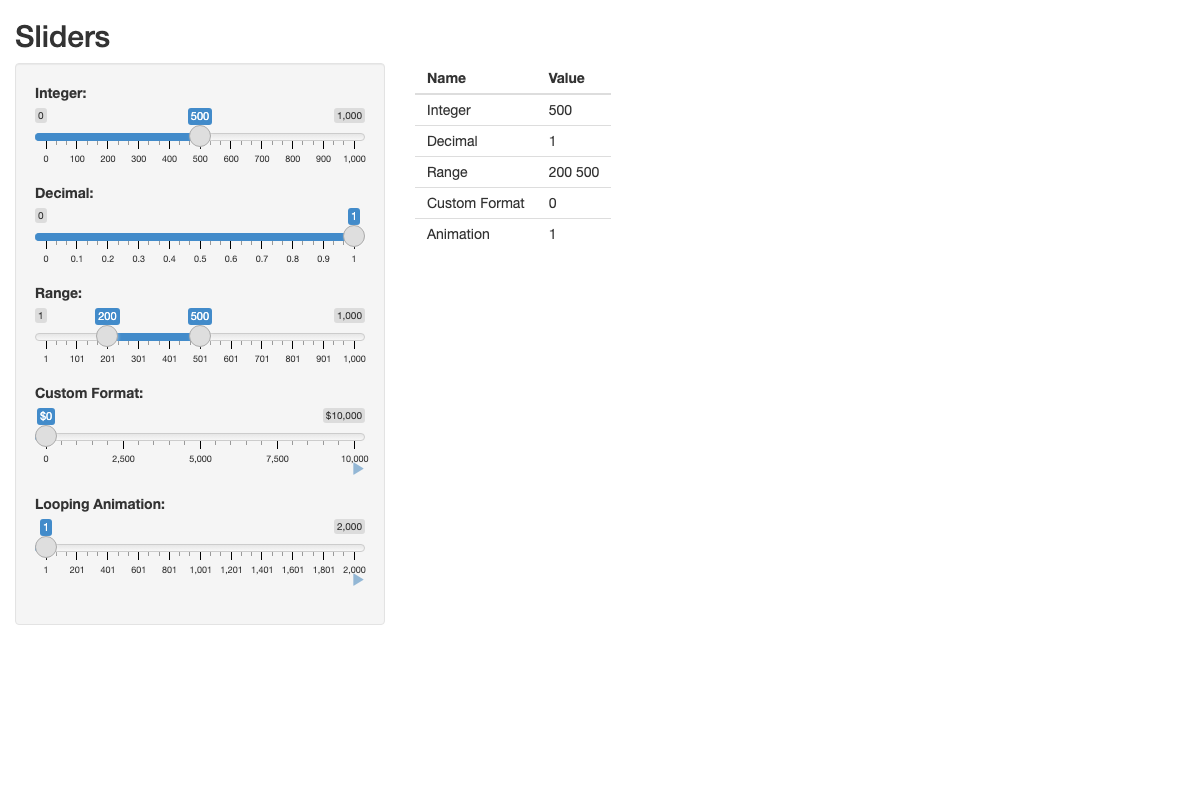 Sliders
Integer:
0 500 1,000
0 100 200 300 400 500 600 700 800 900 1,000
Decimal:
0 1
0 0.1 0.2 0.3 0.4 0.5 0.6 0.7 0.8 0.9 1
Range:
1 200 500 1,000
1 101 201 301 401 501 601 701 801 901 1,000
Custom Format:
$0 $10,000
0 2,500 5,000 7,500 10,000
Looping Animation:
1 2,000
1 201 401 601 801 1,001 1,201 1,401 1,601 1,801 2,000
Name Value
Integer 500
Decimal 1
Range 200 500
Custom Format 0
Animation 1